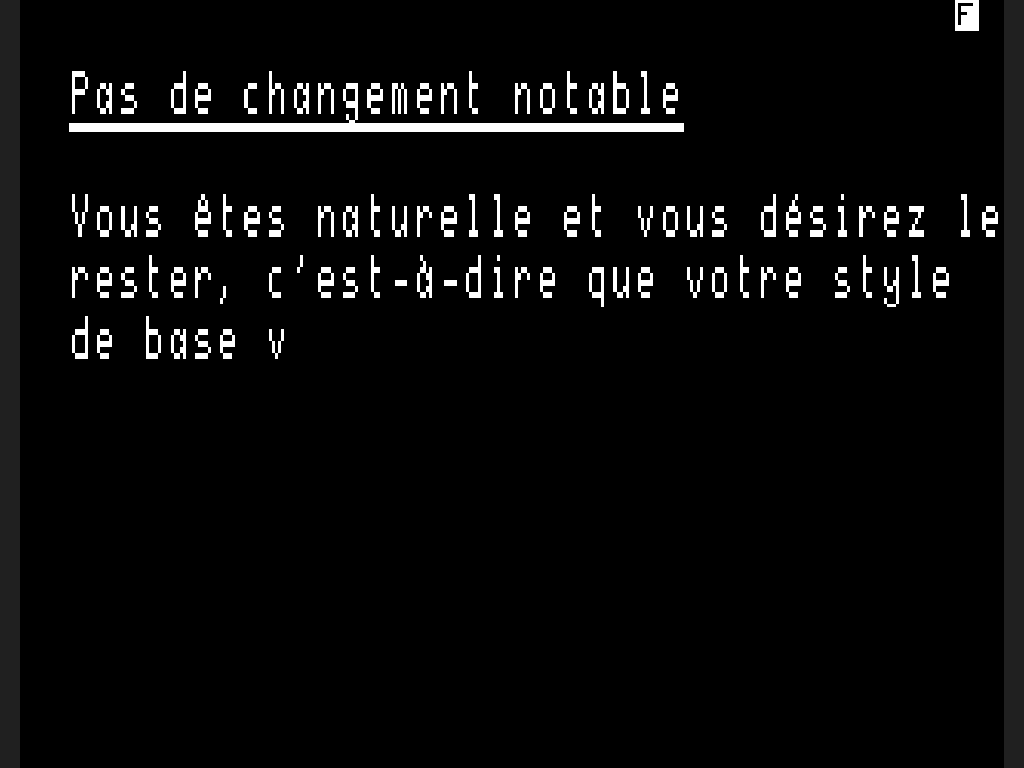 F
Pas de changement notable
Vous êtes naturelle et vous désirez le
rester, c'est-à-dire que votre style
de base v